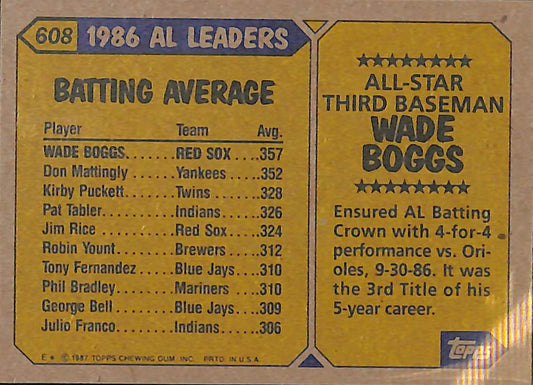 608 1986 AL LEADERS
BATTING AVERAGE
Player Team Avg.
WADE BOGGS.......RED SOX....357
Don Mattingly......Yankees....352
Kirby Puckett......Twins.......328
Pat Tabler..........Indians.....326
Jim Rice............Red Sox....324
Robin Yount.......Brewers....312
Tony Fernandez...Blue Jays...310
Phil Bradley.......Mariners...310
George Bell.......Blue Jays...309
Julio Franco........Indians.....306
E* © 1987 TOPPS CHEWING GUM, INC. PRTD. IN U.S.A.
ALL-STAR
THIRD BASEMAN
WADE
BOGGS
Ensured AL Batting
Crown with 4-for-4
performance vs. Ori-
oles, 9-30-86. It was
the 3rd Title of his
5-year career.
topps